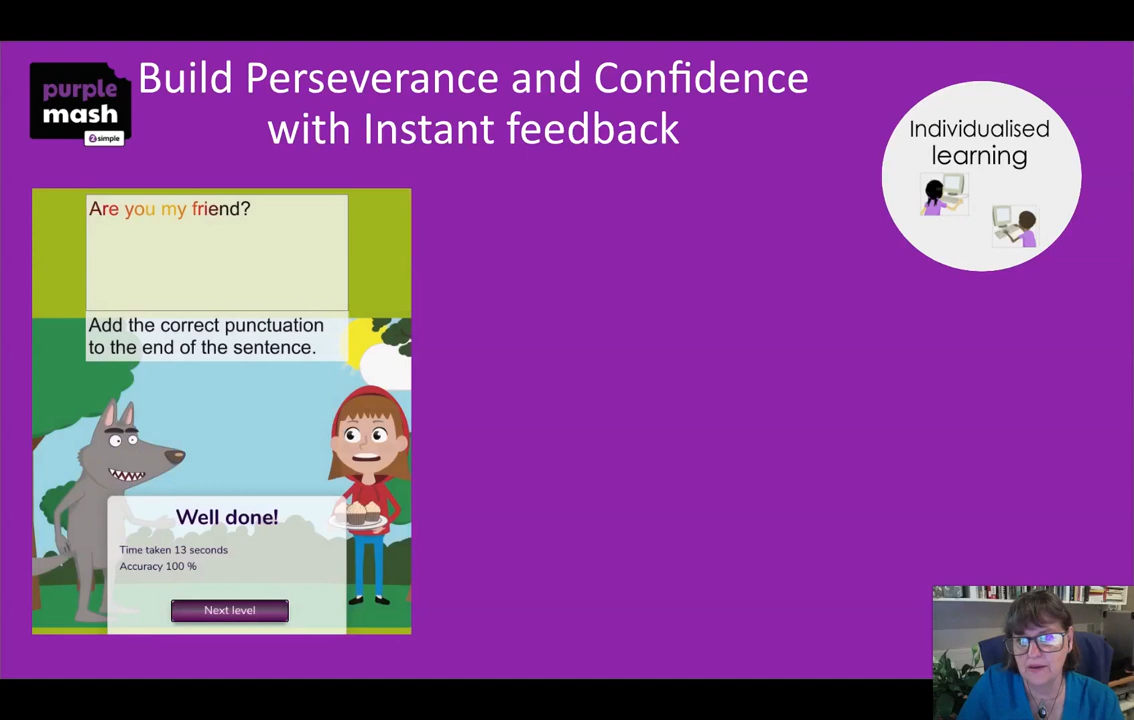 purple
mash
2simple
Build Perseverance and Confidence
with Instant feedback
Individualised
learning
Are you my friend?
Add the correct punctuation
to the end of the sentence.
Well done!
Time taken 13 seconds
Accuracy 100 %
Next level